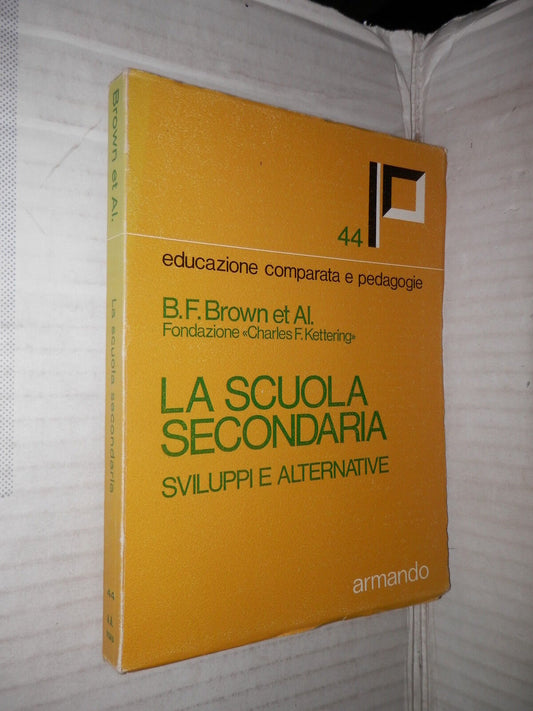 44
educazione comparata e pedagogie
B.F. Brown et Al.
Fondazione «Charles F. Kettering»
LA SCUOLA
SECONDARIA
SVILUPPI E ALTERNATIVE
armando
Brown et Al.
La scuola secondaria
44